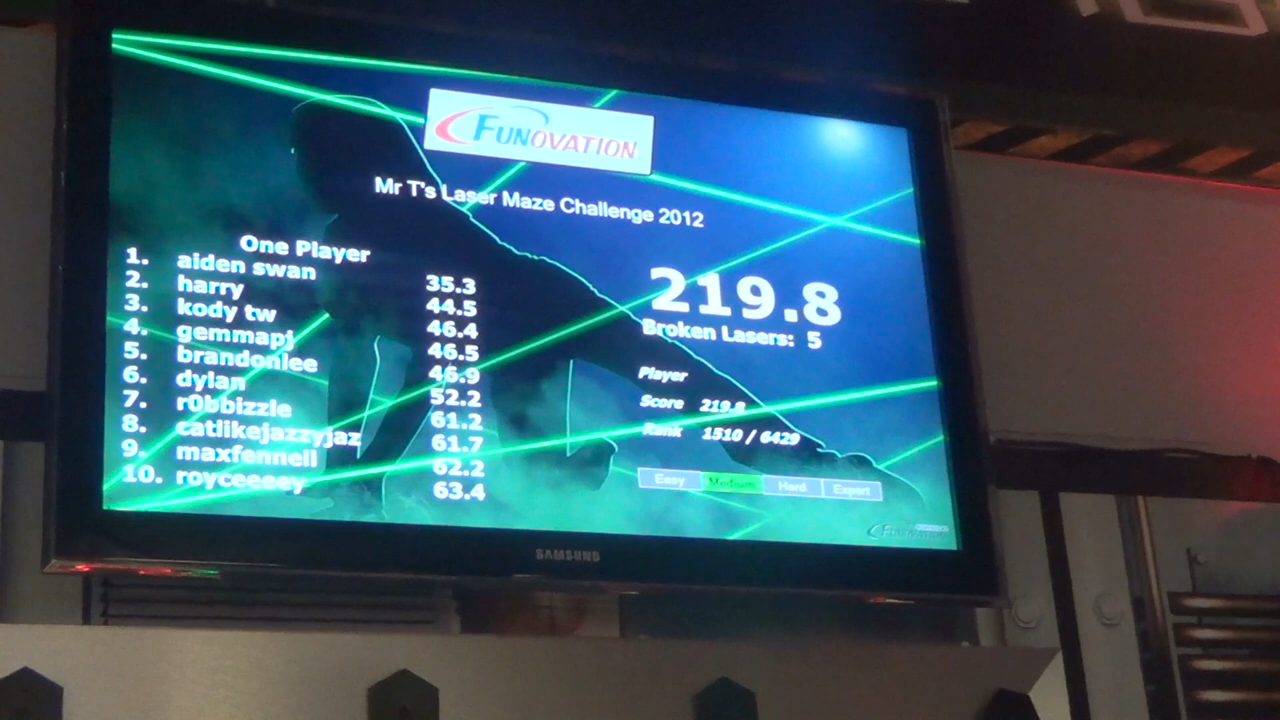 FUNOVATION
Mr T's Laser Maze Challenge 2012
One Player
1. aiden swan 35.3
2. harry 44.5
3. kody tw 46.4
4. gemmapj 46.5
5. brandonlee 46.9
6. dylan 52.2
7. r0bbizzle 61.2
8. catlikejazzyjaz 61.7
9. maxfennell 62.2
10. royceeeey 63.4
219.8
Broken Lasers: 5
Player
Score 219.8
Rank 1510 / 6429
Easy Medium Hard Expert
FUNOVATION
SAMSUNG